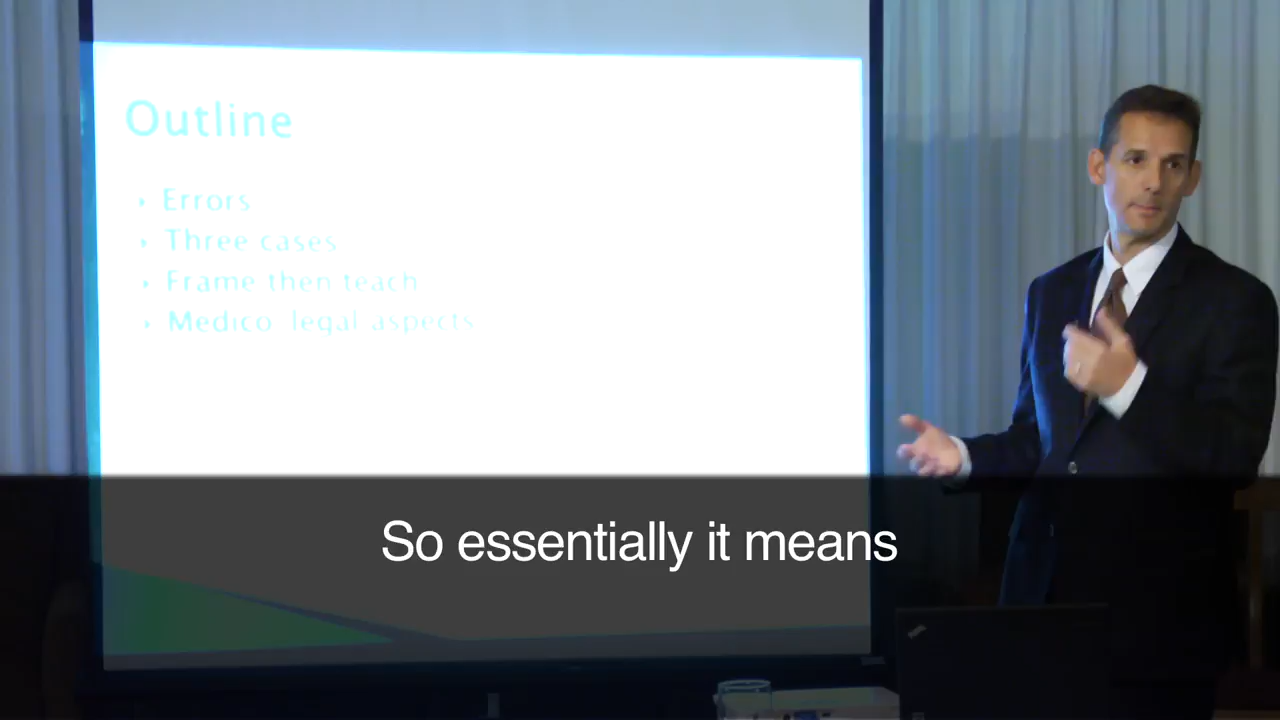 Outline
Errors
Three cases
Frame then teach
Medico legal aspects
So essentially it means